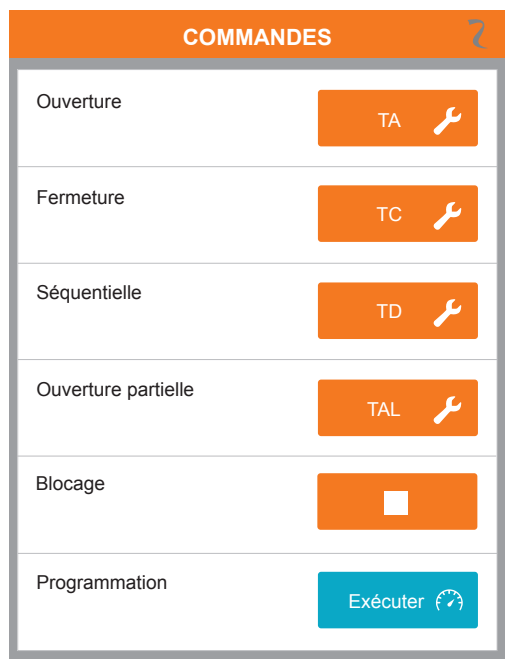 COMMANDES
Ouverture
TA
Fermeture
TC
Séquentielle
TD
Ouverture partielle
TAL
Blocage
Programmation
Exécuter